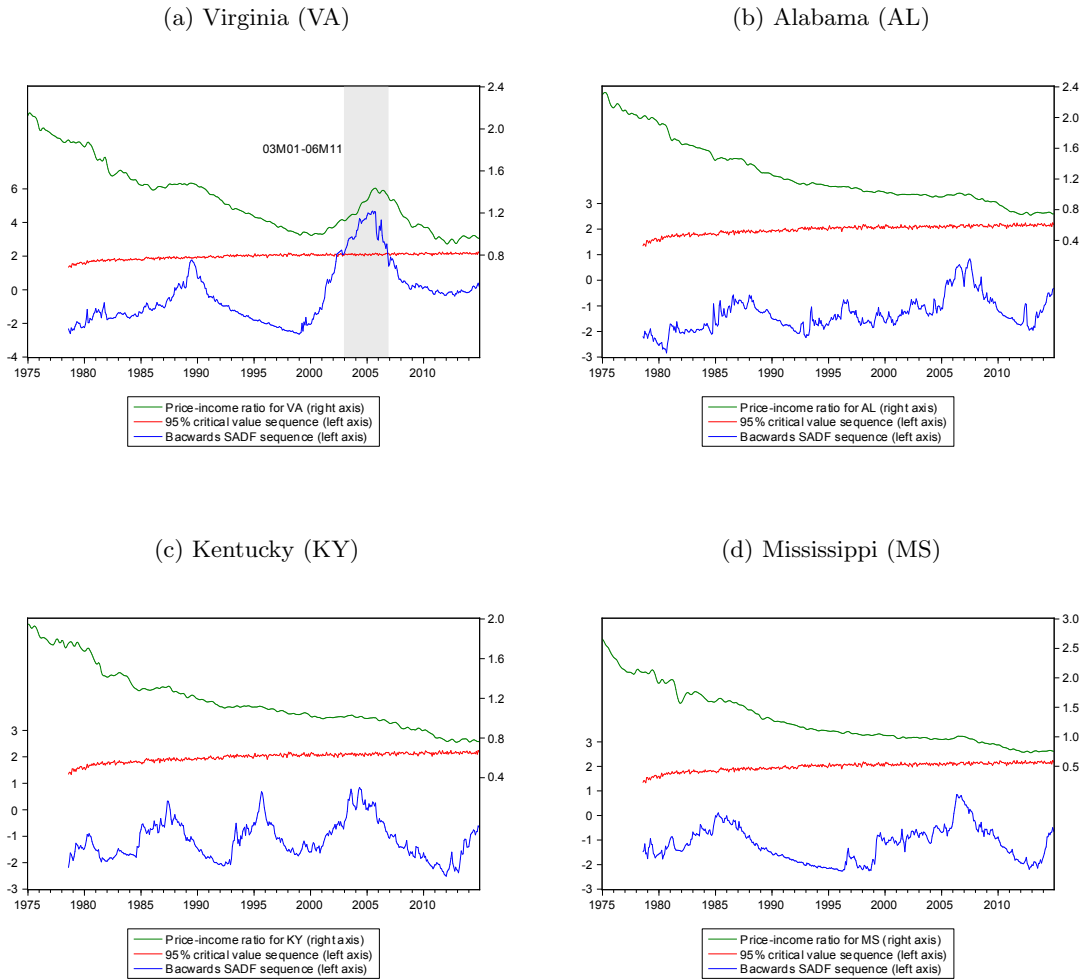 (a) Virginia (VA)
(b) Alabama (AL)
2.4
2.0
1.6
1.2
0.8
6
4
2
0
-2
-4
03M01-06M11
1975 1980 1985 1990 1995 2000 2005 2010
Price-income ratio for VA (right axis)
95% critical value sequence (left axis)
Bacwards SADF sequence (left axis)
2.4
2.0
1.6
1.2
0.8
0.4
3
2
1
0
-1
-2
-3
1975 1980 1985 1990 1995 2000 2005 2010
Price-income ratio for AL (right axis)
95% critical value sequence (left axis)
Bacwards SADF sequence (left axis)
(c) Kentucky (KY)
(d) Mississippi (MS)
2.0
1.6
1.2
0.8
0.4
3
2
1
0
-1
-2
-3
1975 1980 1985 1990 1995 2000 2005 2010
Price-income ratio for KY (right axis)
95% critical value sequence (left axis)
Bacwards SADF sequence (left axis)
3.0
2.5
2.0
1.5
1.0
0.5
3
2
1
0
-1
-2
-3
1975 1980 1985 1990 1995 2000 2005 2010
Price-income ratio for MS (right axis)
95% critical value sequence (left axis)
Bacwards SADF sequence (left axis)